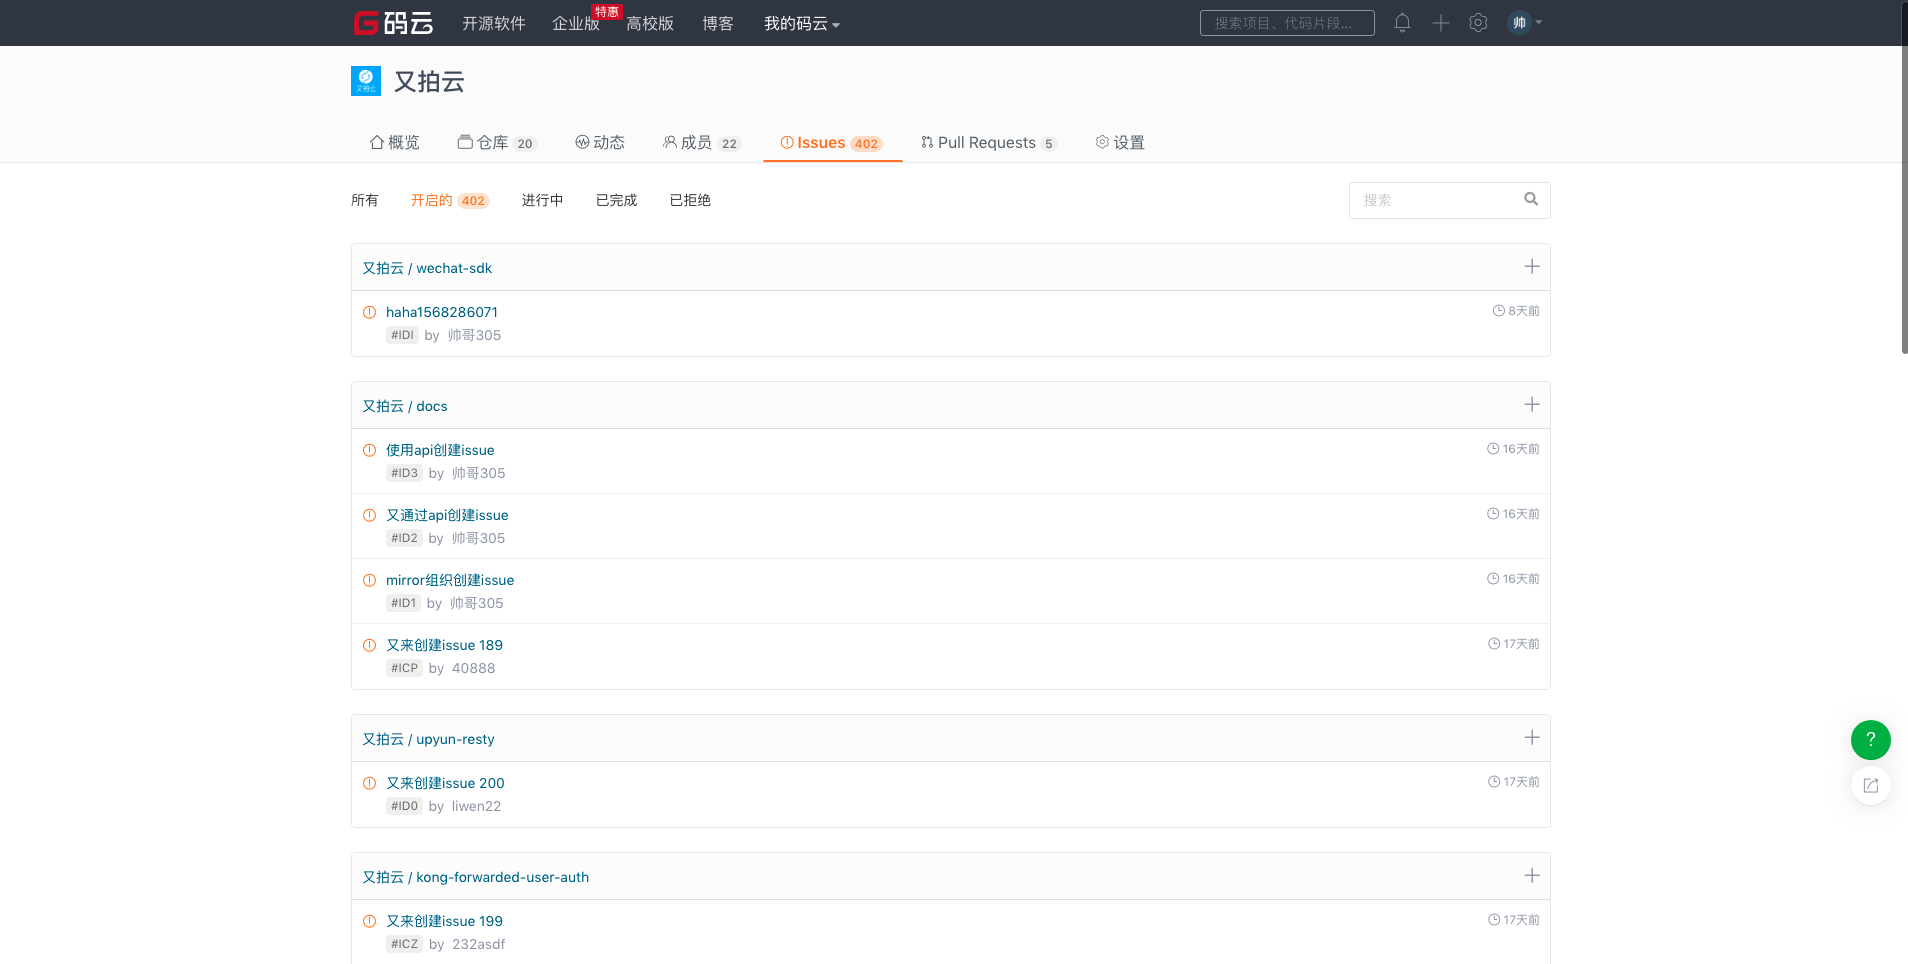 码云 开源软件 企业版 特惠 高校版 博客 我的码云 搜索项目、代码片段... 帅
又拍云 又拍云
概览 仓库 20 动态 成员 22 Issues 402 Pull Requests 5 设置
所有 开启的 402 进行中 已完成 已拒绝 搜索
又拍云 / wechat-sdk
haha1568286071 8天前
#IDI by 帅哥305
又拍云 / docs
使用api创建issue 16天前
#ID3 by 帅哥305
又通过api创建issue 16天前
#ID2 by 帅哥305
mirror组织创建issue 16天前
#ID1 by 帅哥305
又来创建issue 189 17天前
#ICP by 40888
又拍云 / upyun-resty
又来创建issue 200 17天前
#ID0 by liwen22
?
又拍云 / kong-forwarded-user-auth
又来创建issue 199 17天前
#ICZ by 232asdf